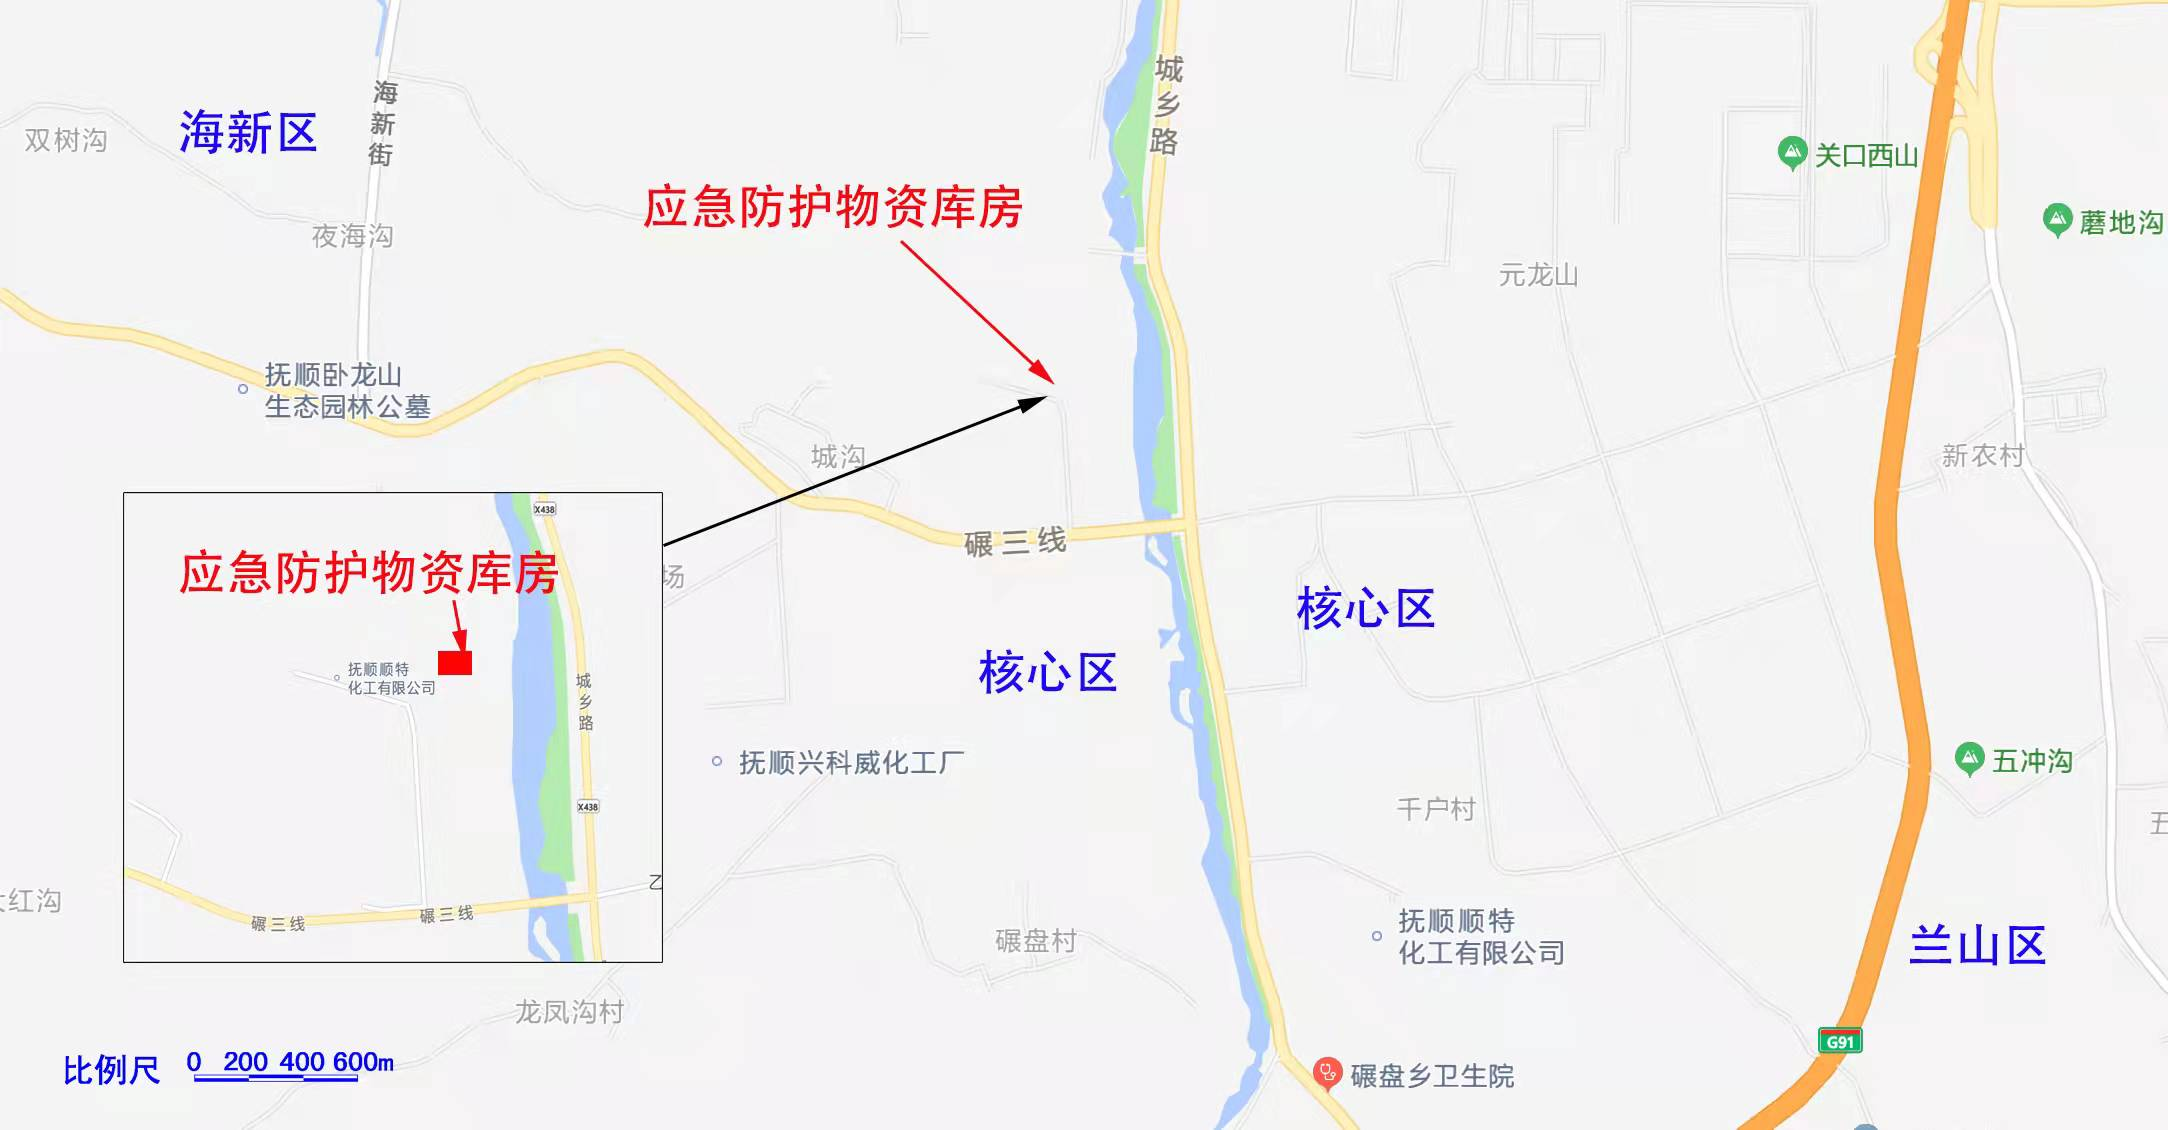 城乡路
海新街
海新区
双树沟
关口西山
应急防护物资库房
蘑地沟
夜海沟
元龙山
抚顺卧龙山
生态园林公墓
城沟
新农村
X438
碾三线
应急防护物资库房
场
核心区
核心区
抚顺顺特
化工有限公司
城乡路
抚顺兴科威化工厂
五冲沟
X438
千户村
五
乙
红沟
碾三线
碾三线
抚顺顺特
化工有限公司
碾盘村
兰山区
龙凤沟村
G91
比例尺 0 200 400 600m
碾盘乡卫生院